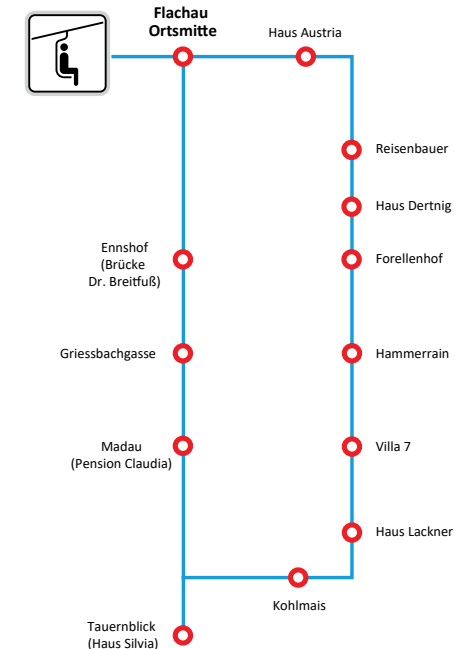 Flachau
Ortsmitte
Haus Austria
Reisenbauer
Haus Dertnig
Ennshof
(Brücke
Dr. Breitfuß)
Forellenhof
Griessbachgasse
Hammerrain
Madau
(Pension Claudia)
Villa 7
Haus Lackner
Kohlmais
Tauernblick
(Haus Silvia)